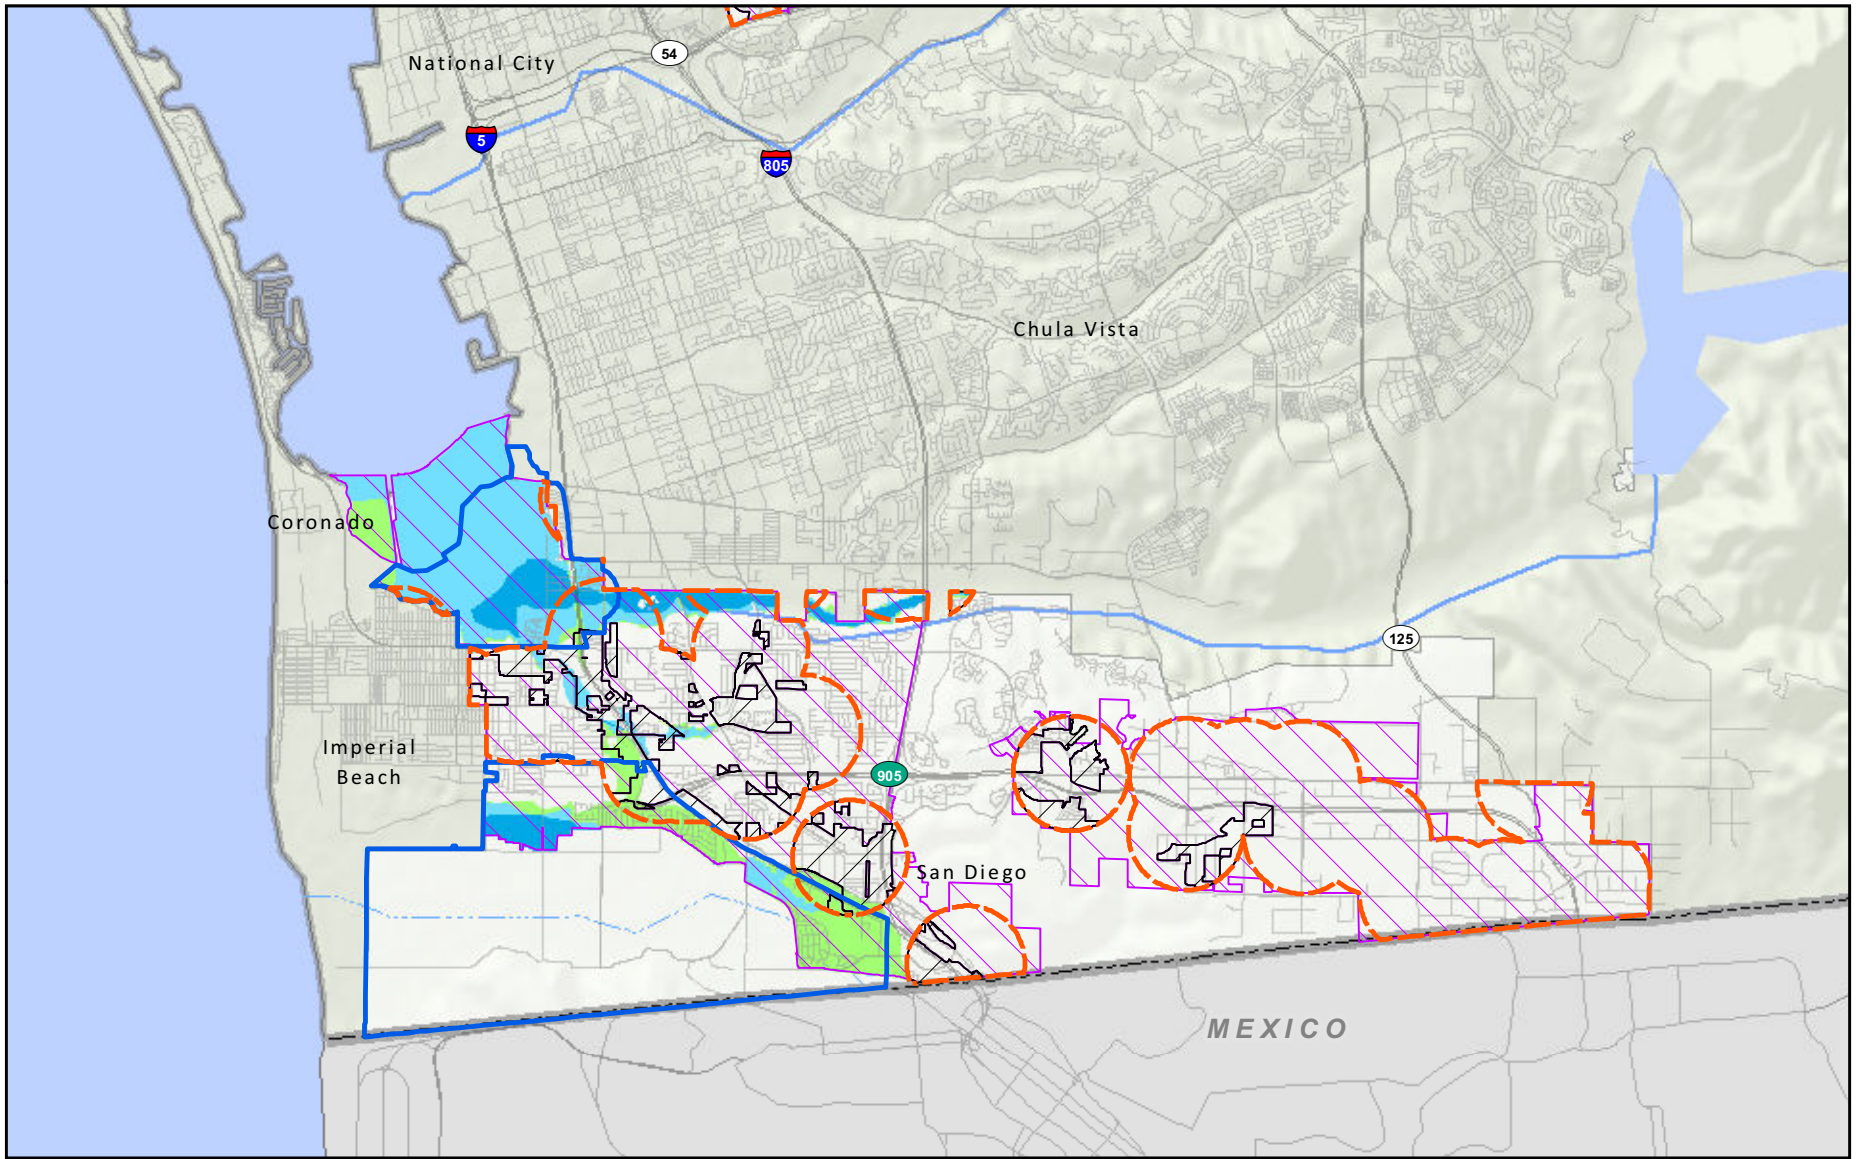 National City
54
5
805
Chula Vista
Coronado
125
Imperial
Beach
905
San Diego
MEXICO